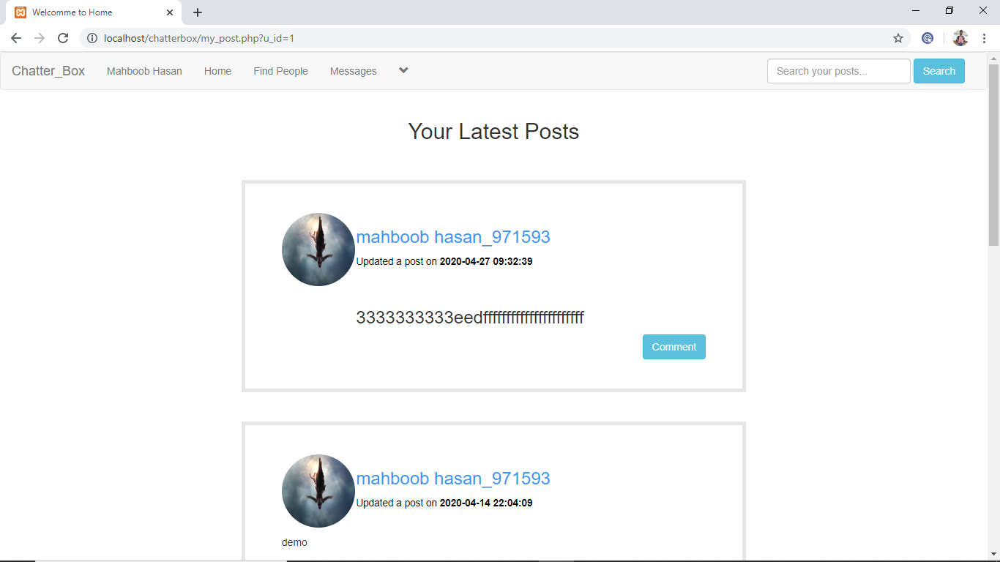 Welcomme to Home
localhost/chatterbox/my_post.php?u_id=1
Chatter_Box Mahboob Hasan Home Find People Messages Search your posts... Search
Your Latest Posts
mahboob hasan_971593
Updated a post on 2020-04-27 09:32:39
3333333333eedfffffffffffffffffffffff
Comment
mahboob hasan_971593
Updated a post on 2020-04-14 22:04:09
demo